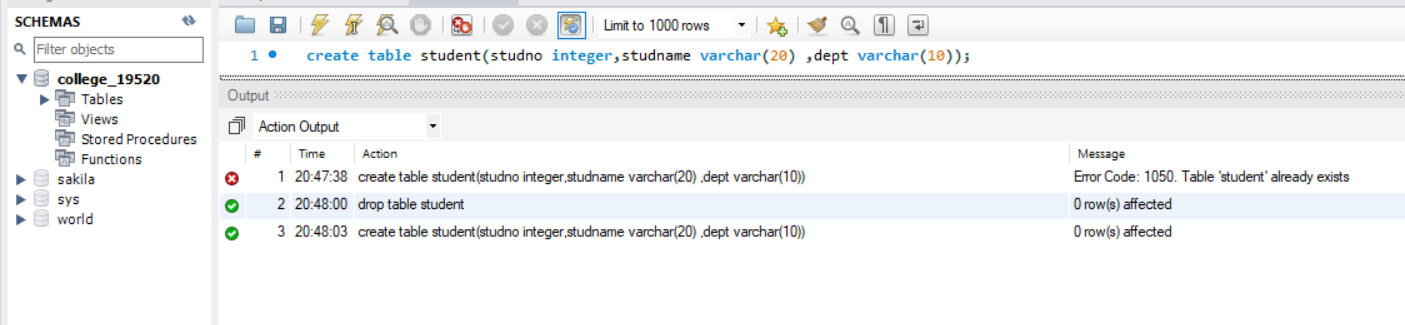 SCHEMAS
Filter objects
college_19520
Tables
Views
Stored Procedures
Functions
sakila
sys
world
Limit to 1000 rows
1 create table student(studno integer,studname varchar(20) ,dept varchar(10));
Output
Action Output
# Time Action Message
1 20:47:38 create table student(studno integer,studname varchar(20) ,dept varchar(10)) Error Code: 1050. Table 'student' already exists
2 20:48:00 drop table student 0 row(s) affected
3 20:48:03 create table student(studno integer,studname varchar(20) ,dept varchar(10)) 0 row(s) affected